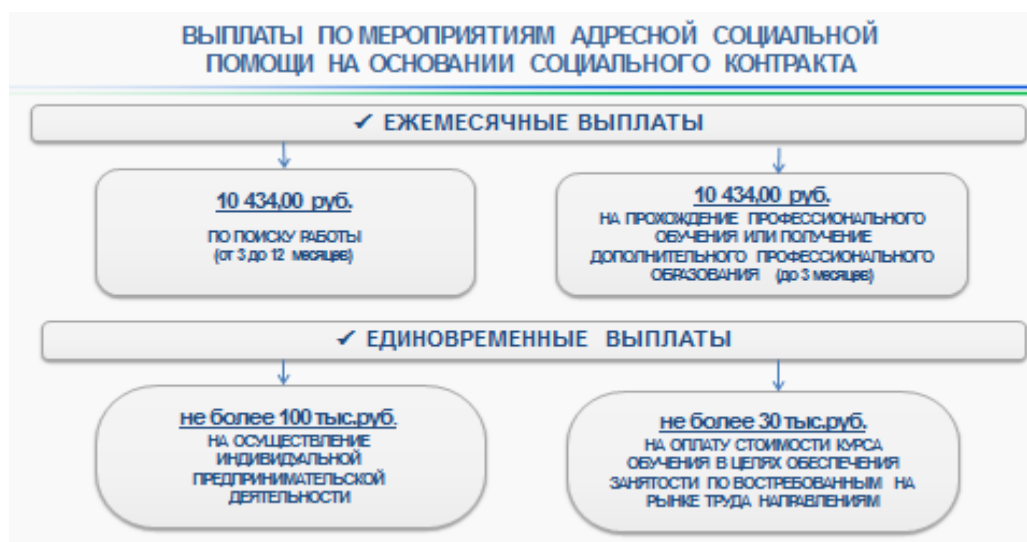 ВЫПЛАТЫ ПО МЕРОПРИЯТИЯМ АДРЕСНОЙ СОЦИАЛЬНОЙ
ПОМОЩИ НА ОСНОВАНИИ СОЦИАЛЬНОГО КОНТРАКТА
✓ ЕЖЕМЕСЯЧНЫЕ ВЫПЛАТЫ
10 434,00 руб.
ПО ПОИСКУ РАБОТЫ
(от 3 до 12 месяцев)
10 434,00 руб.
НА ПРОХОЖДЕНИЕ ПРОФЕССИОНАЛЬНОГО
ОБУЧЕНИЯ ИЛИ ПОЛУЧЕНИЕ
ДОПОЛНИТЕЛЬНОГО ПРОФЕССИОНАЛЬНОГО
ОБРАЗОВАНИЯ (до 3 месяцев)
✓ ЕДИНОВРЕМЕННЫЕ ВЫПЛАТЫ
не более 100 тыс.руб.
НА ОСУЩЕСТВЛЕНИЕ
ИНДИВИДУАЛЬНОЙ
ПРЕДПРИНИМАТЕЛЬСКОЙ
ДЕЯТЕЛЬНОСТИ
не более 30 тыс.руб.
НА ОПЛАТУ СТОИМОСТИ КУРСА
ОБУЧЕНИЯ В ЦЕЛЯХ ОБЕСПЕЧЕНИЯ
ЗАНЯТОСТИ ПО ВОСТРЕБОВАННЫМ НА
РЫНКЕ ТРУДА НАПРАВЛЕНИЯМ